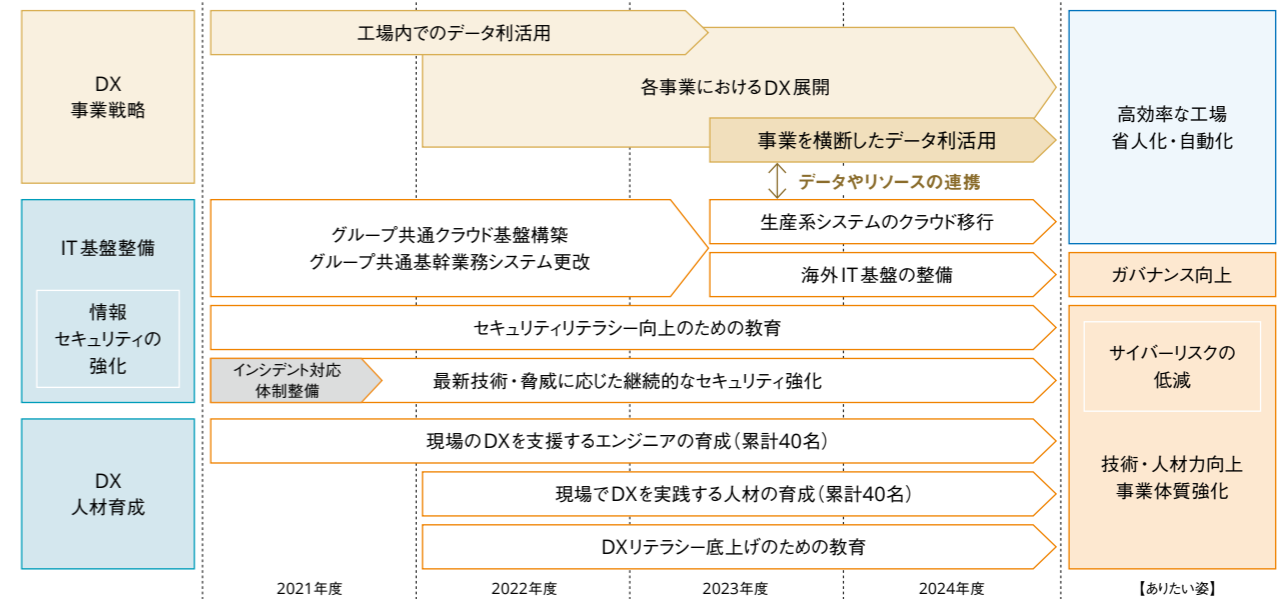 DX
事業戦略
工場内でのデータ利活用
各事業におけるDX展開
事業を横断したデータ利活用
データやリソースの連携
高効率な工場
省人化・自動化
IT基盤整備
情報
セキュリティの
強化
グループ共通クラウド基盤構築
グループ共通基幹業務システム更改
生産系システムのクラウド移行
海外IT基盤の整備
ガバナンス向上
セキュリティリテラシー向上のための教育
インシデント対応
体制整備
最新技術・脅威に応じた継続的なセキュリティ強化
サイバーリスクの
低減
DX
人材育成
現場のDXを支援するエンジニアの育成（累計40名）
現場でDXを実践する人材の育成（累計40名）
DXリテラシー底上げのための教育
技術・人材力向上
事業体質強化
2021年度
2022年度
2023年度
2024年度
【ありたい姿】